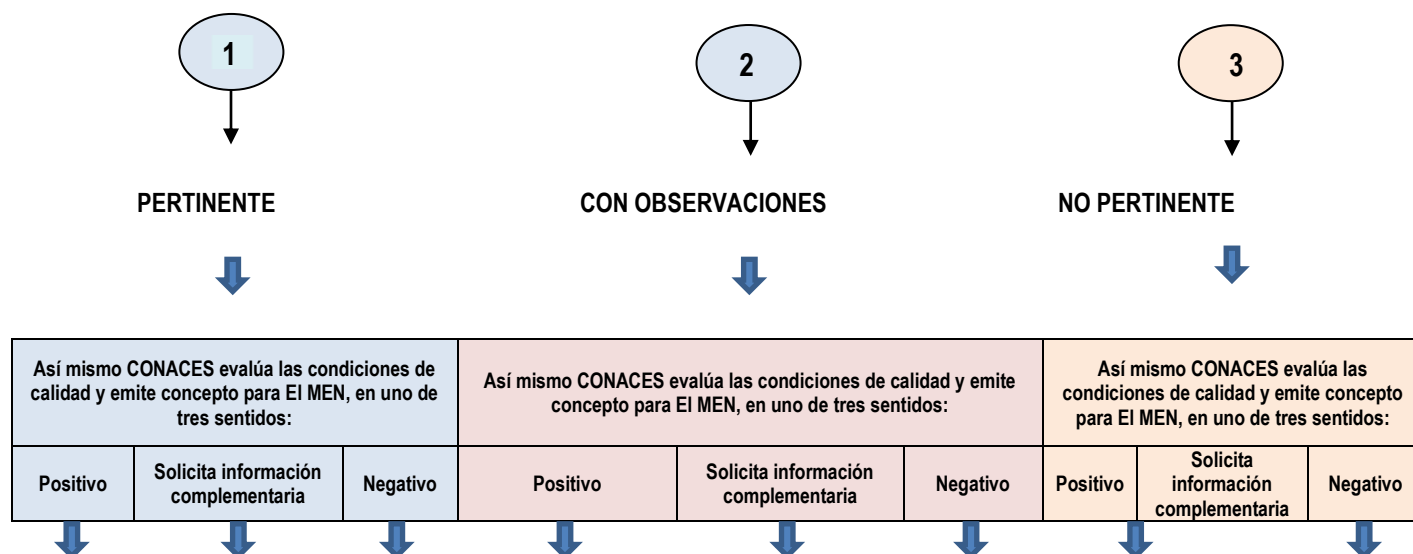 1
2
3
PERTINENTE
CON OBSERVACIONES
NO PERTINENTE
Así mismo CONACES evalúa las condiciones de
calidad y emite concepto para El MEN, en uno de
tres sentidos:
Así mismo CONACES evalúa las condiciones de calidad y emite
concepto para El MEN, en uno de tres sentidos:
Así mismo CONACES evalúa las
condiciones de calidad y emite concepto
para El MEN, en uno de tres sentidos:
Positivo
Solicita información
complementaria
Negativo
Positivo
Solicita información
complementaria
Negativo
Positivo
Solicita
información
complementaria
Negativo